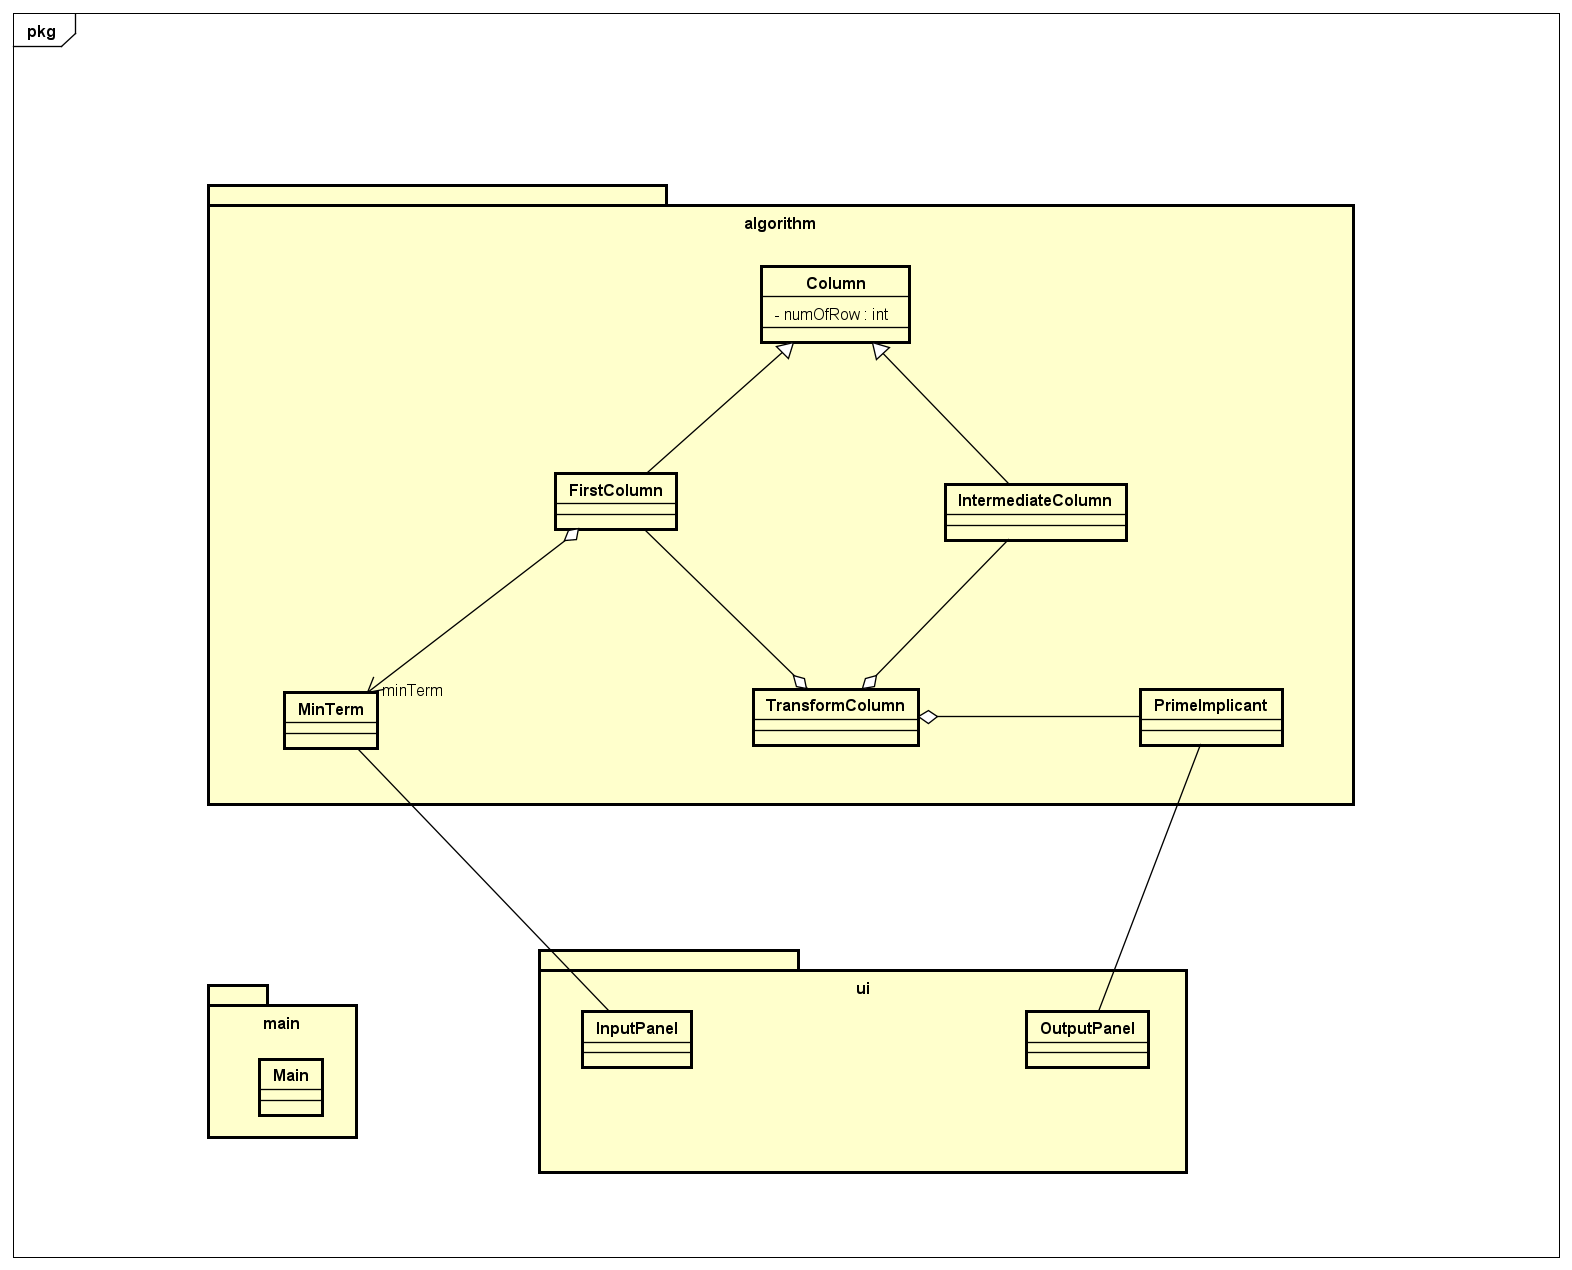 pkg
algorithm
Column
- numOfRow : int
FirstColumn
IntermediateColumn
minTerm
MinTerm
TransformColumn
PrimeImplicant
ui
main
InputPanel
OutputPanel
Main